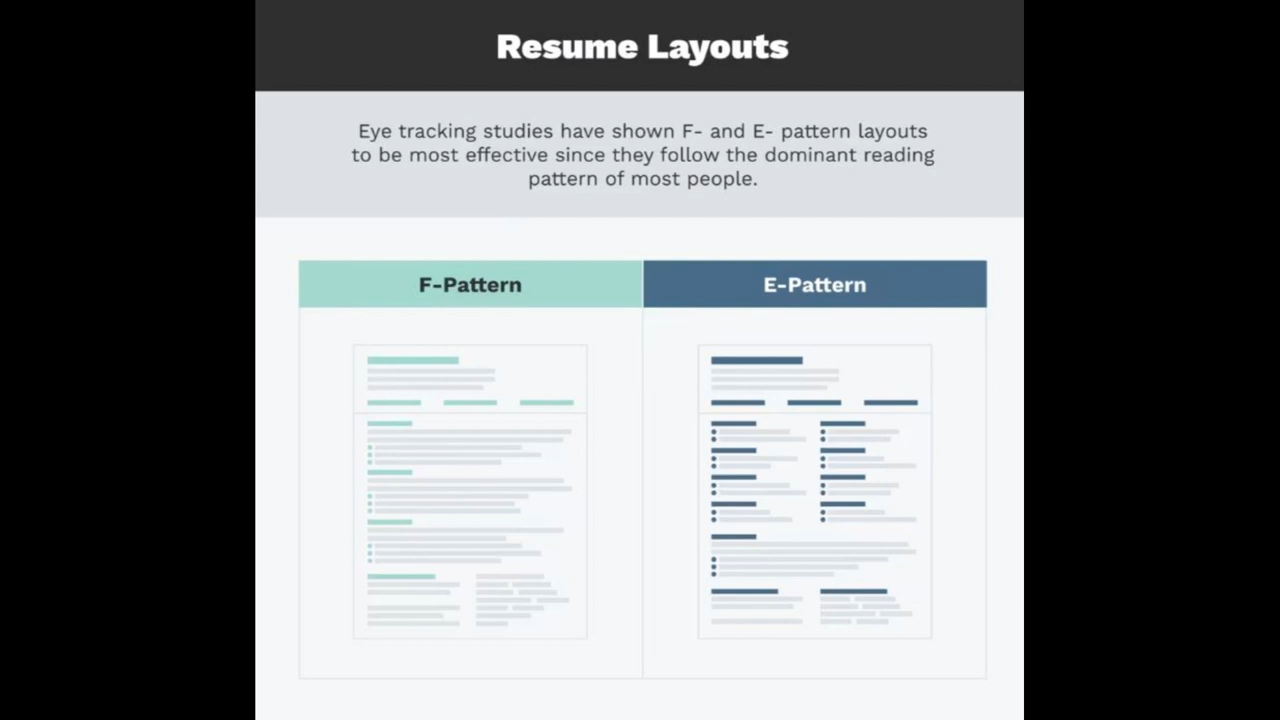 Resume Layouts
Eye tracking studies have shown F- and E- pattern layouts
to be most effective since they follow the dominant reading
pattern of most people.
F-Pattern
E-Pattern